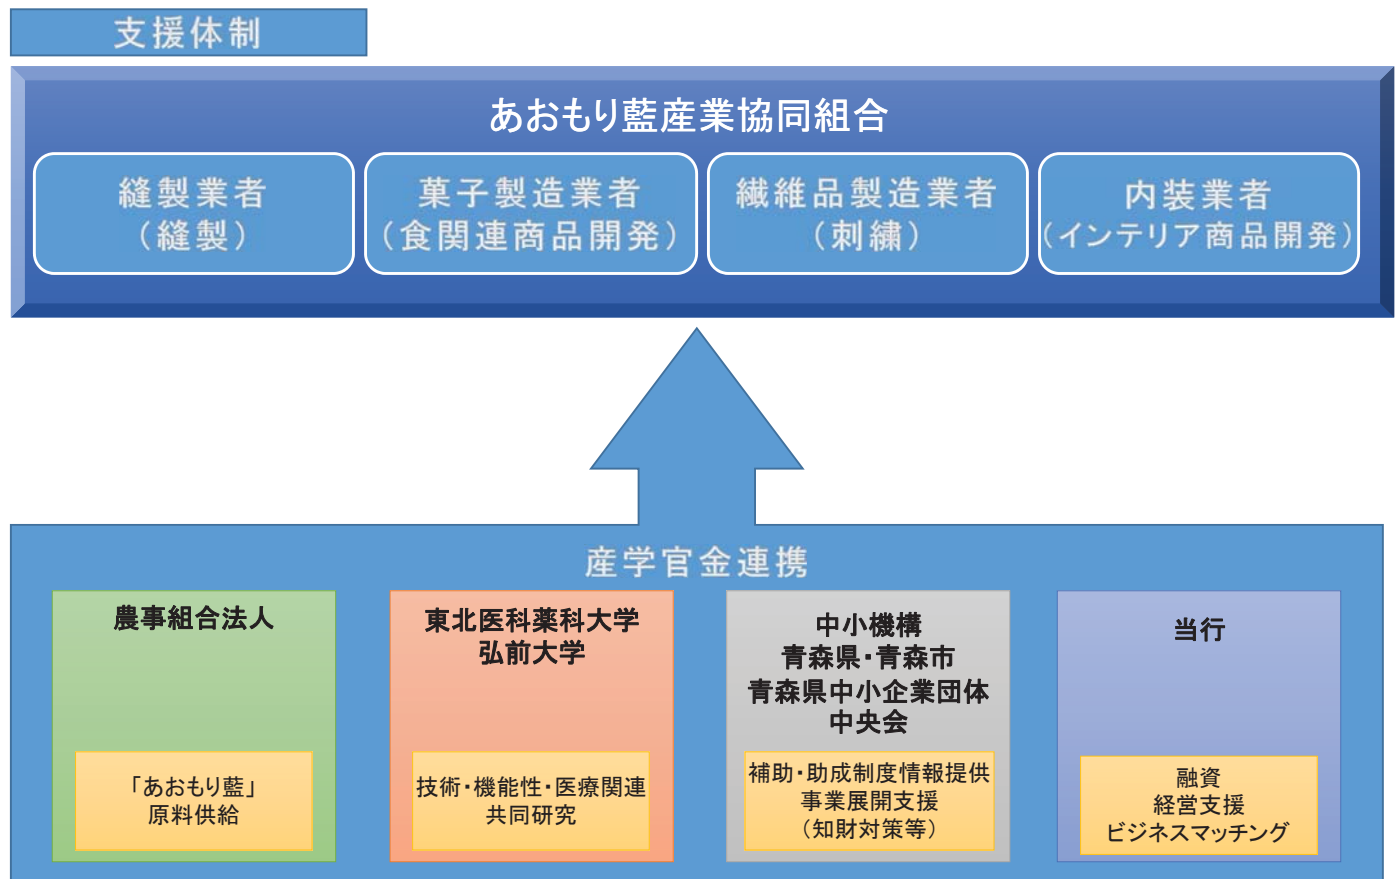 支援体制
あおもり藍産業協同組合
縫製業者
（縫製）
菓子製造業者
（食関連商品開発）
繊維品製造業者
（刺繍）
内装業者
（インテリア商品開発）
産学官金連携
農事組合法人
「あおもり藍」
原料供給
東北医科薬科大学
弘前大学
技術・機能性・医療関連
共同研究
中小機構
青森県・青森市
青森県中小企業団体
中央会
補助・助成制度情報提供
事業展開支援
（知財対策等）
当行
融資
経営支援
ビジネスマッチング